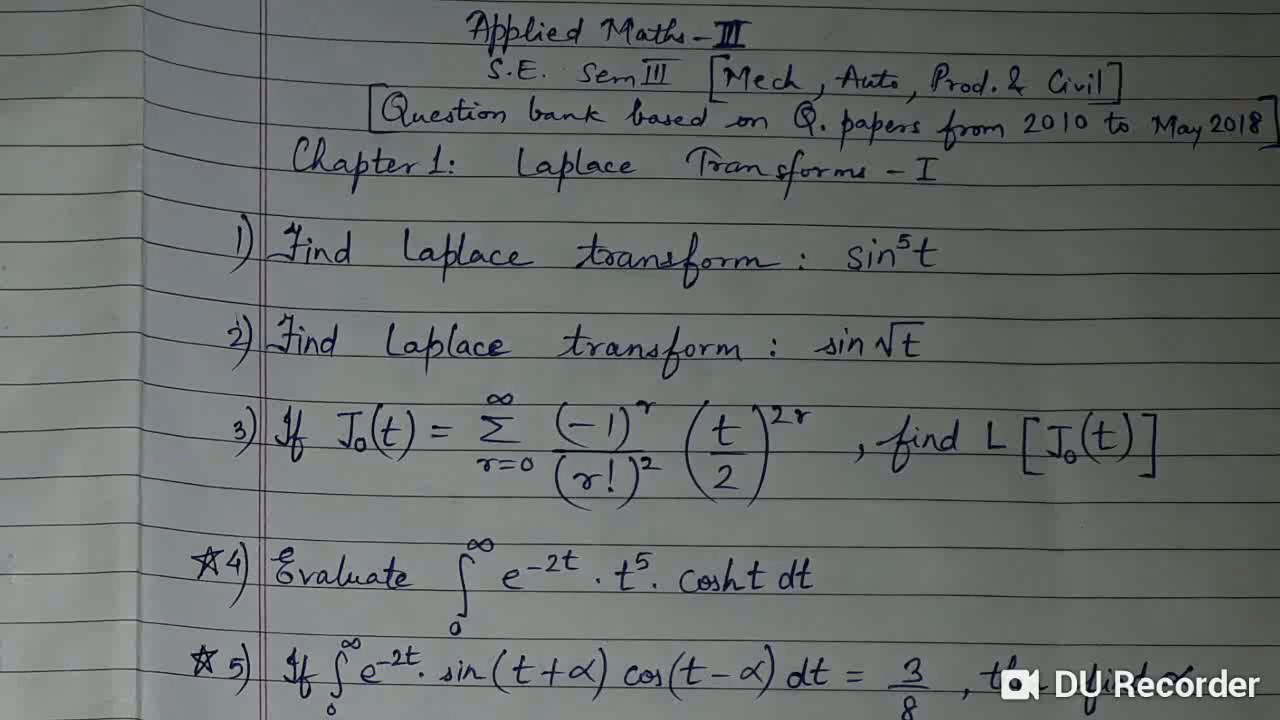 Applied Maths - III
S.E. Sem III [Mech, Auto, Prod. & Civil]
[Question bank based on Q. papers from 2010 to May 2018]
Chapter 1: Laplace Transforms - I
1) Find Laplace transform: sin⁵t
2) Find Laplace transform: sin √t
3) If J₀(t) = Σ_{r=0}^{∞} (-1)^r / (r!)² (t/2)^{2r}, find L[J₀(t)]
☆4) Evaluate ∫₀^∞ e^{-2t} · t⁵ · cosh t dt
☆5) If ∫₀^∞ e^{-2t} · sin(t+α) cos(t-α) dt = 3/8, find α
DU Recorder